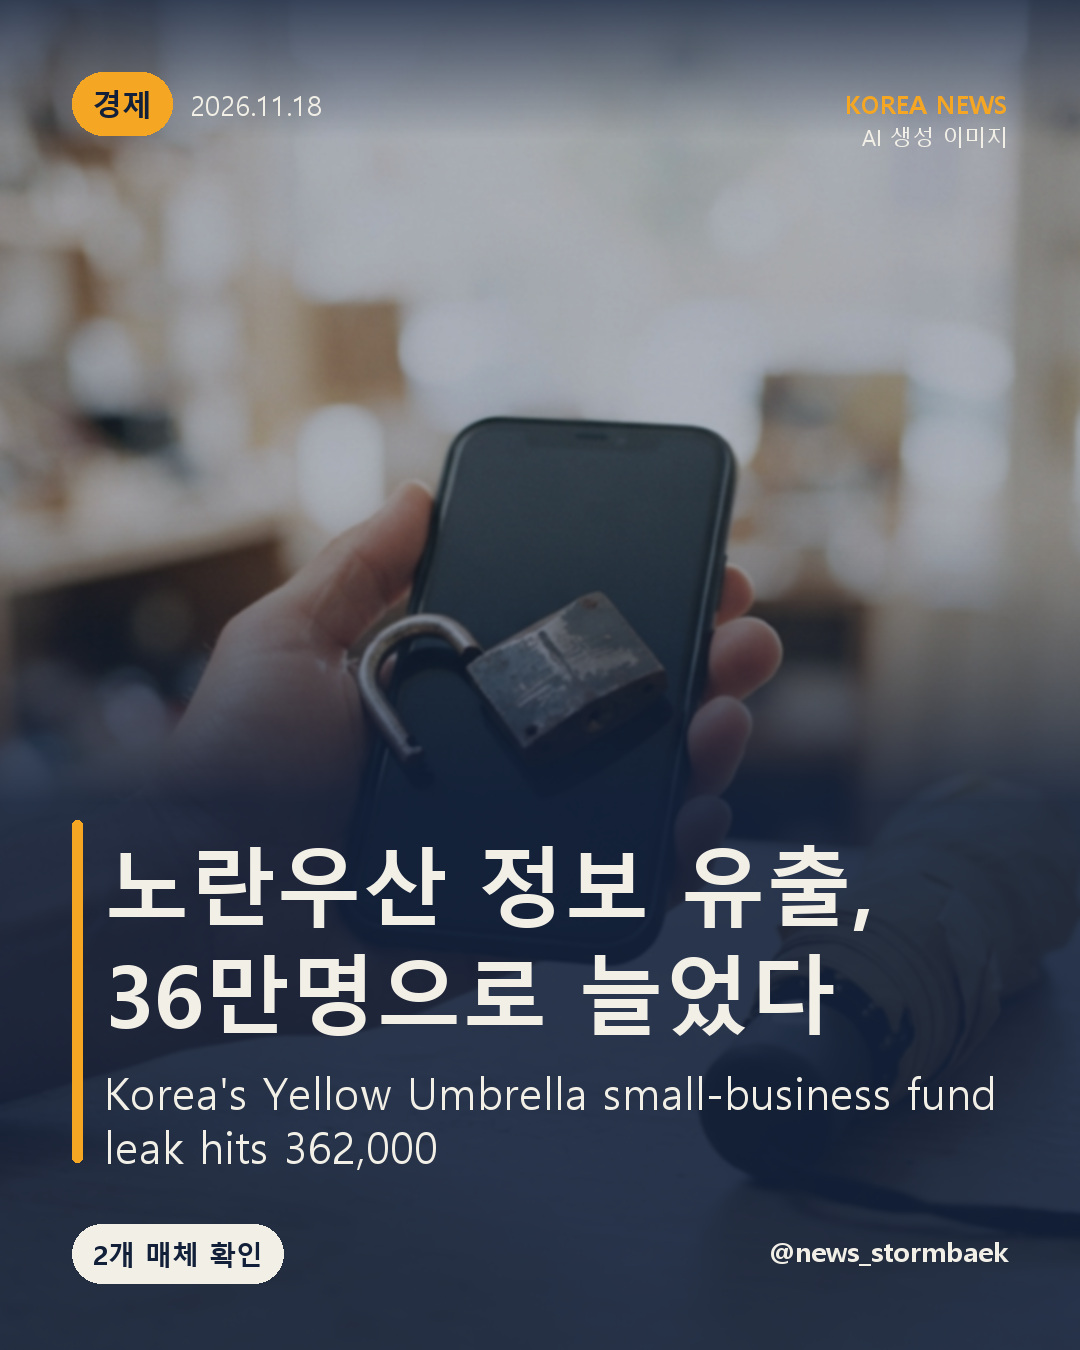 경제 2026.11.18
KOREA NEWS
AI 생성 이미지
노란우산 정보 유출,
36만명으로 늘었다
Korea's Yellow Umbrella small-business fund
leak hits 362,000
2개 매체 확인
@news_stormbaek